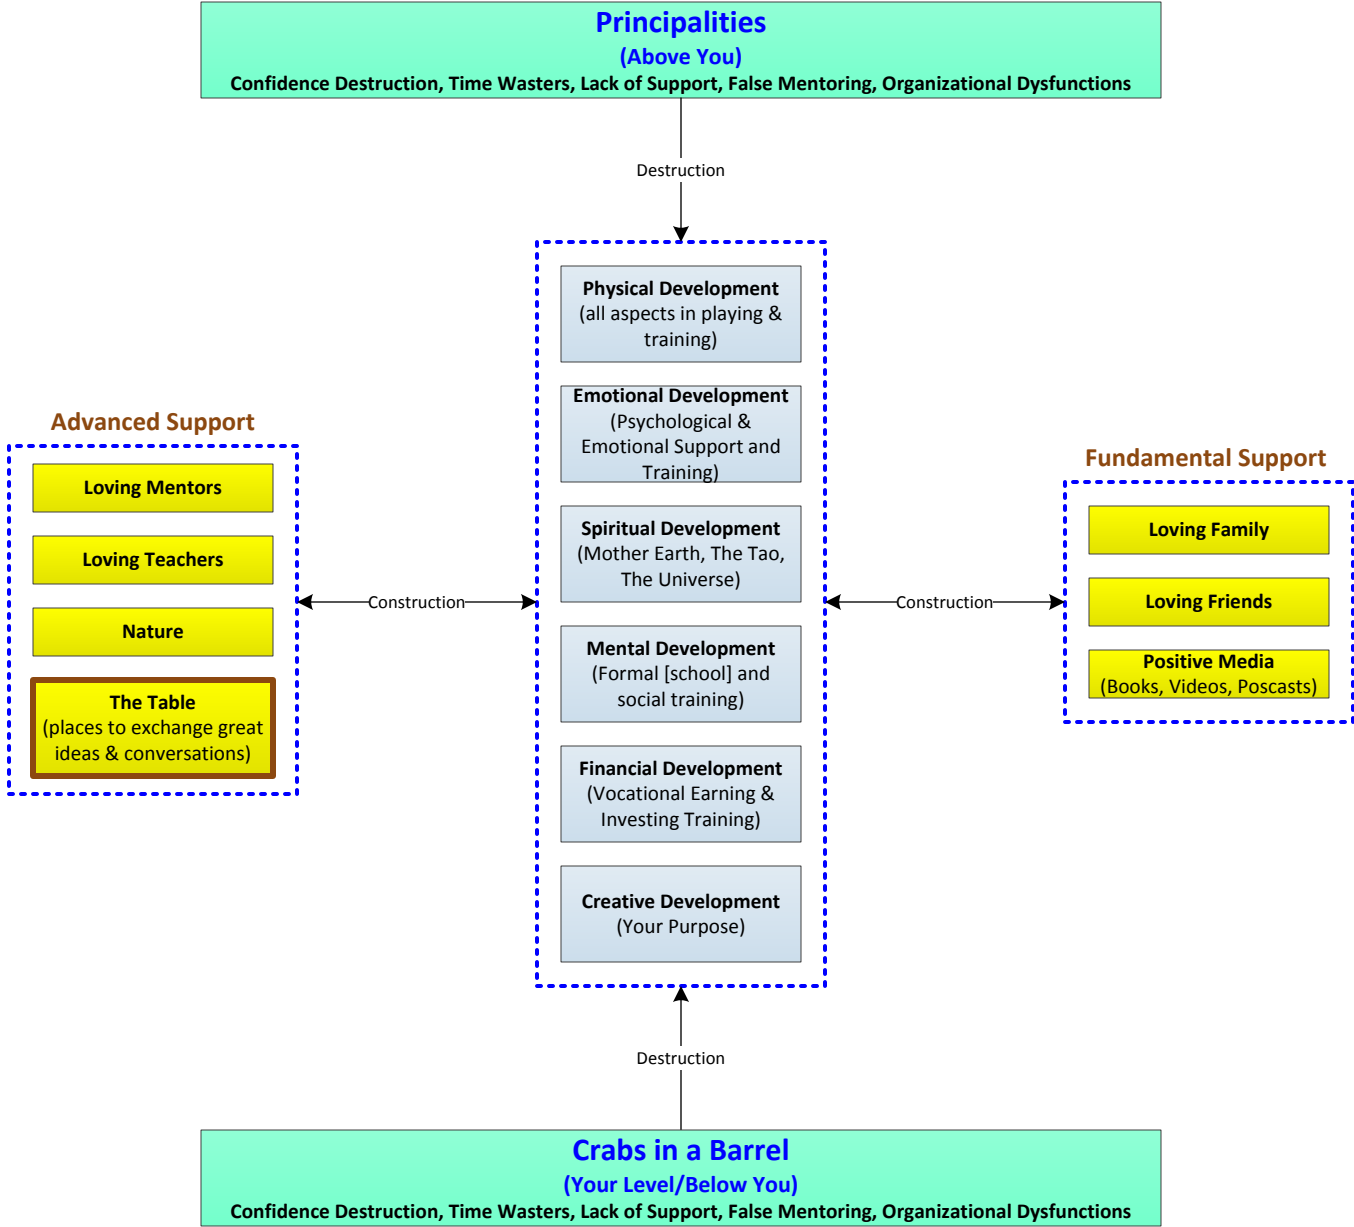 Principalities
(Above You)
Confidence Destruction, Time Wasters, Lack of Support, False Mentoring, Organizational Dysfunctions
Destruction
Physical Development
(all aspects in playing &
training)
Emotional Development
(Psychological &
Emotional Support and
Training)
Spiritual Development
(Mother Earth, The Tao,
The Universe)
Mental Development
(Formal [school] and
social training)
Financial Development
(Vocational Earning &
Investing Training)
Creative Development
(Your Purpose)
Advanced Support
Loving Mentors
Loving Teachers
Nature
The Table
(places to exchange great
ideas & conversations)
Construction
Construction
Fundamental Support
Loving Family
Loving Friends
Positive Media
(Books, Videos, Poscasts)
Destruction
Crabs in a Barrel
(Your Level/Below You)
Confidence Destruction, Time Wasters, Lack of Support, False Mentoring, Organizational Dysfunctions